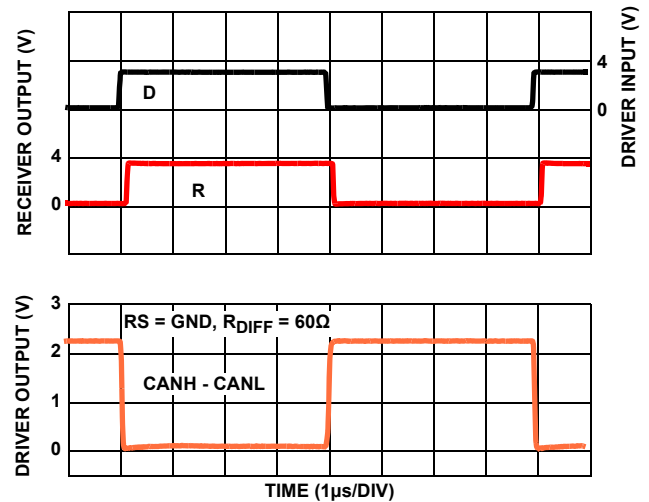 RECEIVER OUTPUT (V)
4
0
D
R
4
0
DRIVER INPUT (V)
DRIVER OUTPUT (V)
3
2
1
0
RS = GND, RDIFF = 60Ω
CANH - CANL
TIME (1µs/DIV)